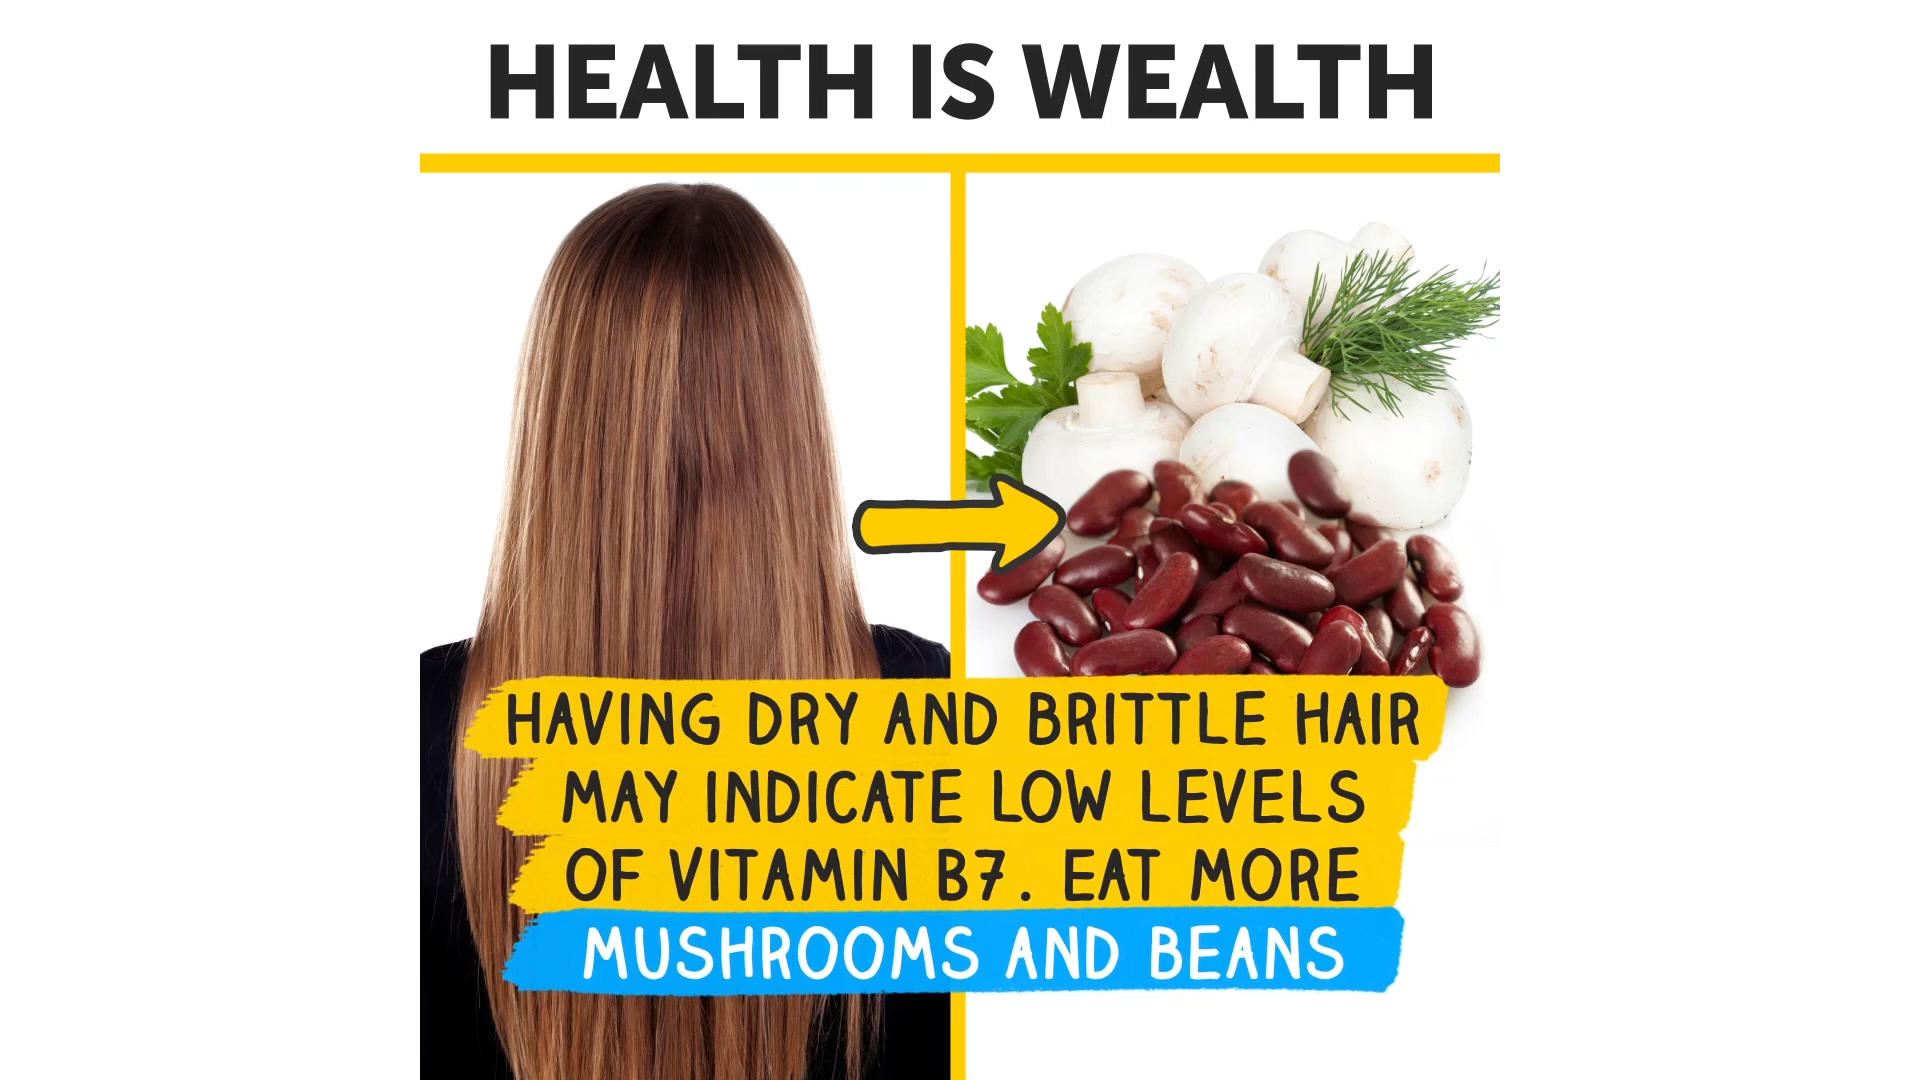 HEALTH IS WEALTH
HAVING DRY AND BRITTLE HAIR
MAY INDICATE LOW LEVELS
OF VITAMIN B7. EAT MORE
MUSHROOMS AND BEANS